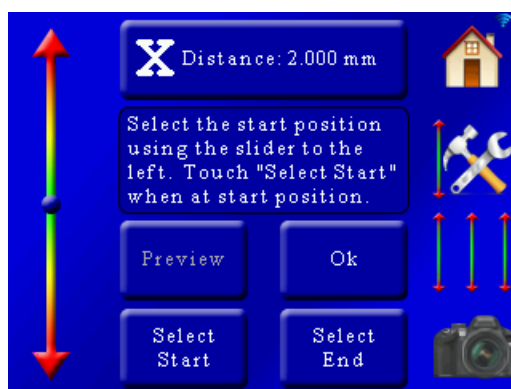 X Distance: 2.000 mm
Select the start position
using the slider to the
left. Touch "Select Start"
when at start position.
Preview
Ok
Select
Start
Select
End